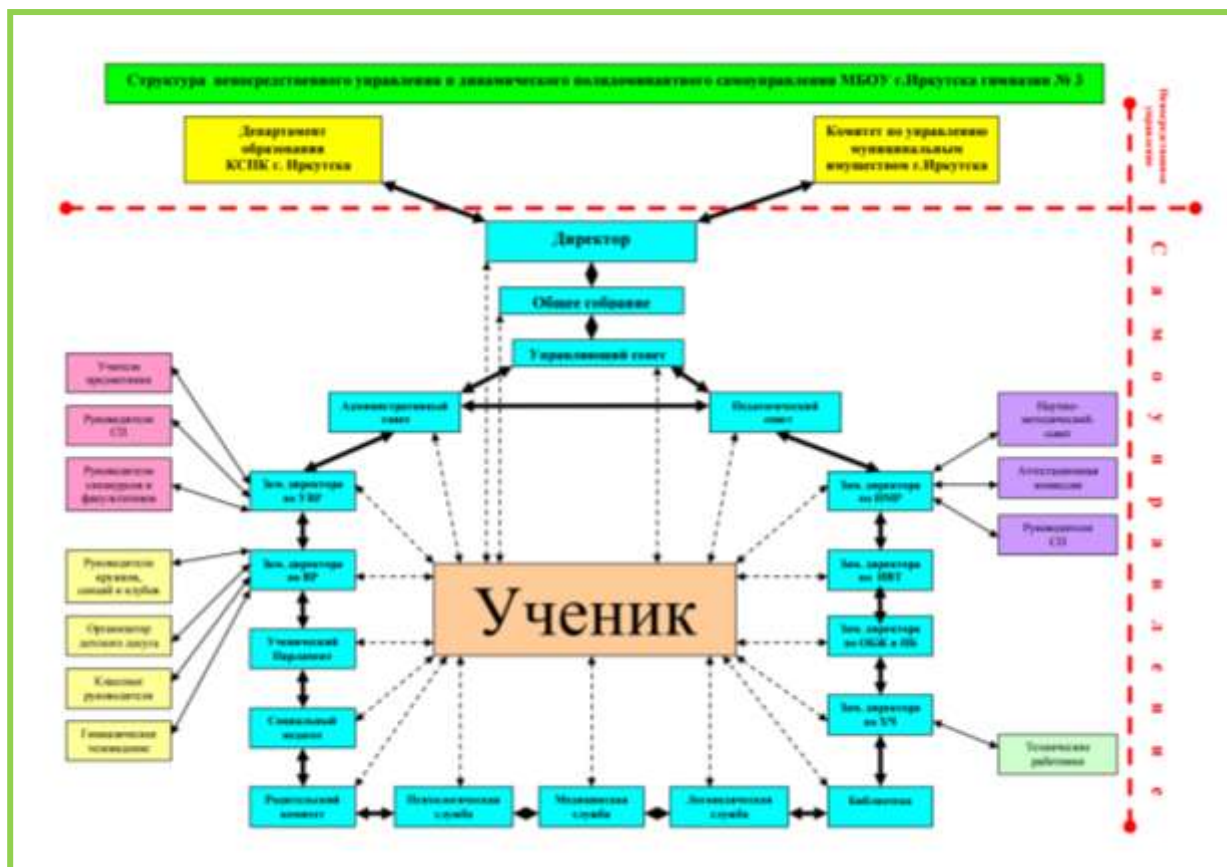 Структура непосредственного управления и динамического полидоминантного самоуправления МБОУ г.Иркутска гимназии № 3
Непосредственное
управление
Департамент
образования
КСПК г. Иркутска
Комитет по управлению
муниципальным
имуществом г.Иркутска
Директор
Общее собрание
Управляющий совет
Административный
совет
Педагогический
совет
Самоуправление
Учителя
предметники
Руководители
СП
Руководители
спецкурсов и
факультативов
Зам. директора
по УВР
Зам. директора
по НМР
Научно-
методический
совет
Аттестационная
комиссия
Руководители
СП
Руководители
кружков,
секций и клубов
Организатор
детского досуга
Классные
руководители
Гимназическое
телевидение
Зам. директора
по ВР
Ученический
Парламент
Социальный
педагог
Родительский
комитет
Ученик
Зам. директора
по ИВТ
Зам. директора
по ОБЖ и ПБ
Зам. директора
по ХЧ
Технические
работники
Психологическая
служба
Медицинская
служба
Логопедическая
служба
Библиотека